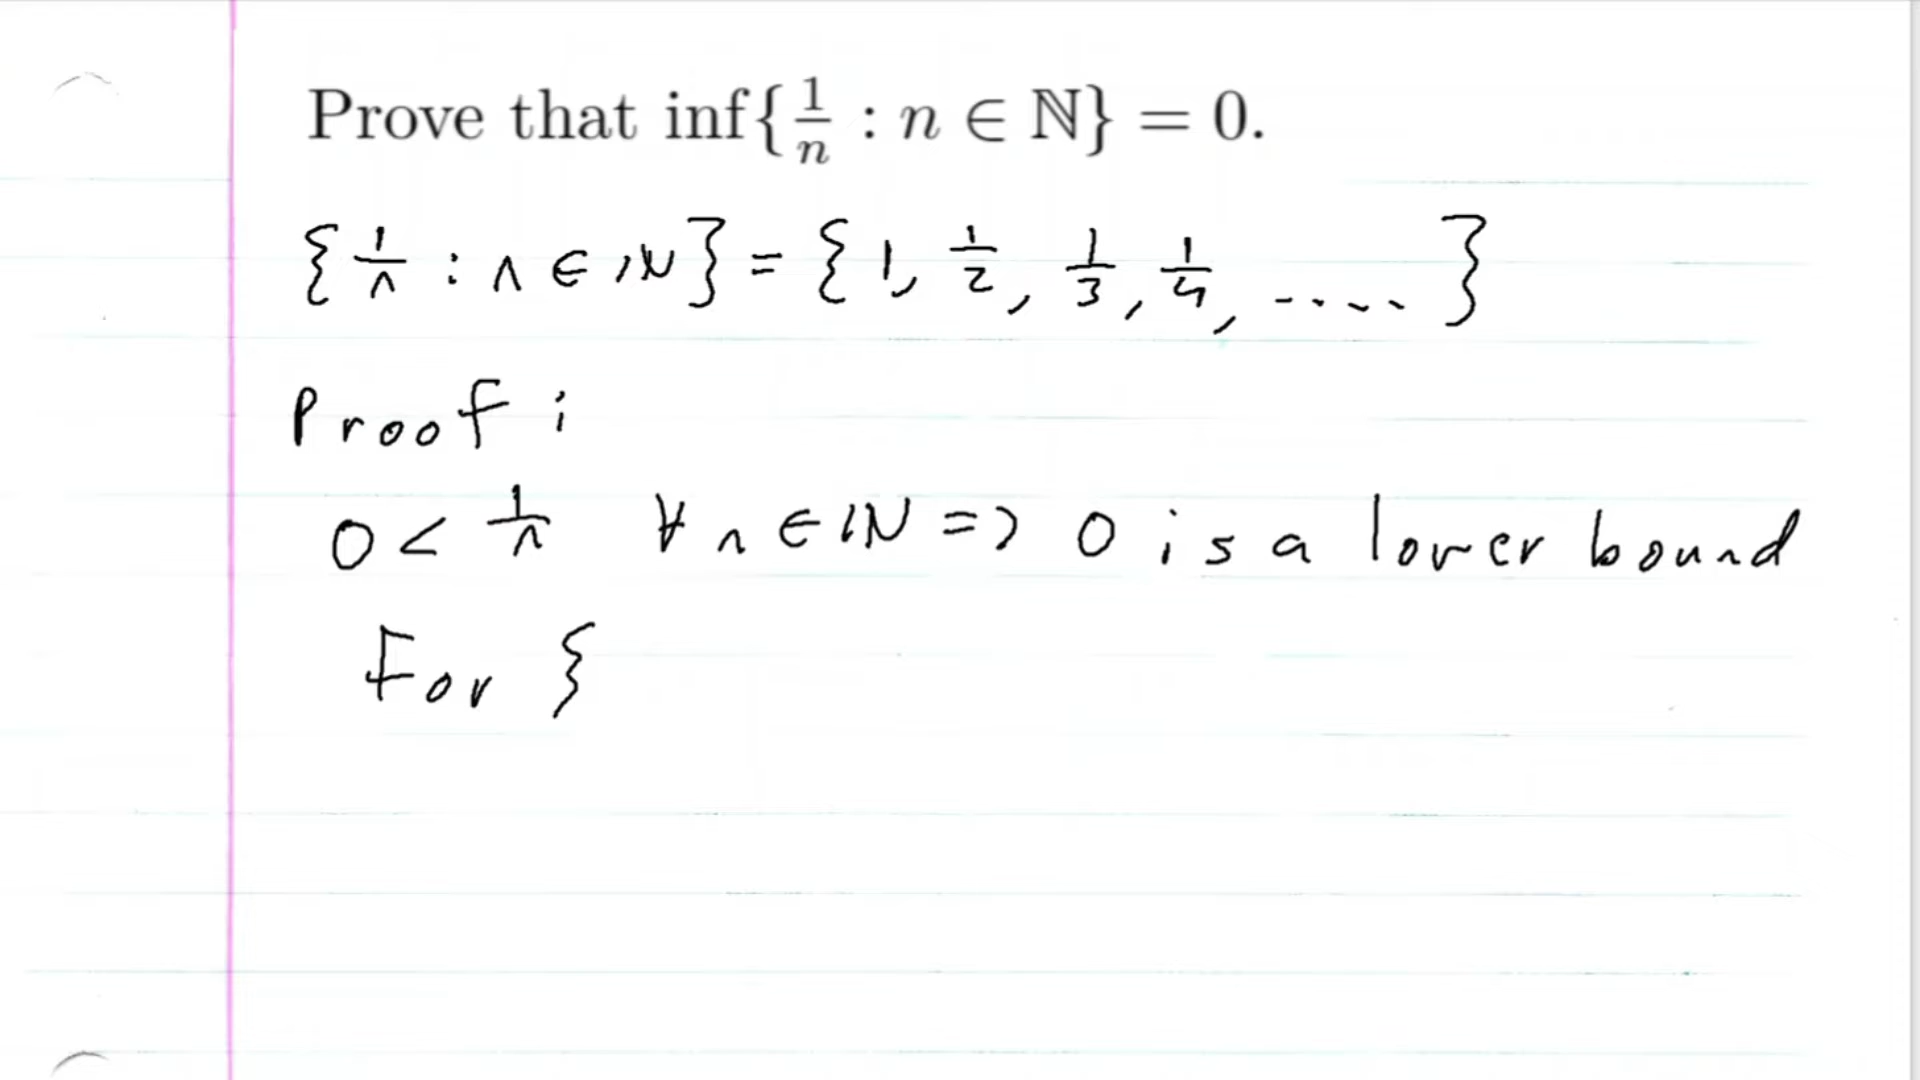 Prove that inf{1/n : n ∈ ℕ} = 0.
{1/n : n ∈ ℕ} = {1, 1/2, 1/3, 1/4, ....}
Proof:
0 < 1/n ∀ n ∈ ℕ => 0 is a lower bound
For {